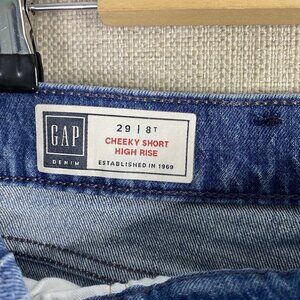 GAP
DENIM
29 | 8T
CHEEKY SHORT
HIGH RISE
ESTABLISHED IN 1969